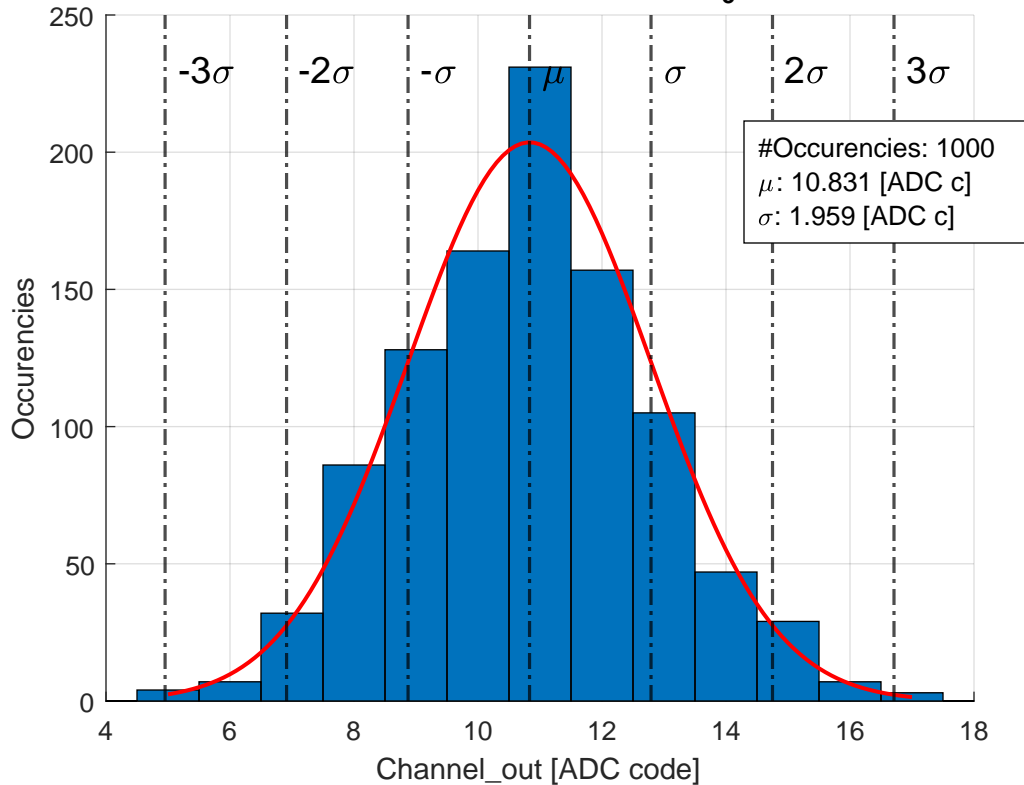 250
200
150
100
50
0
Occurencies
-3σ
-2σ
-σ
μ
σ
2σ
3σ
#Occurencies: 1000
μ: 10.831 [ADC c]
σ: 1.959 [ADC c]
4
6
8
10
12
14
16
18
Channel_out [ADC code]